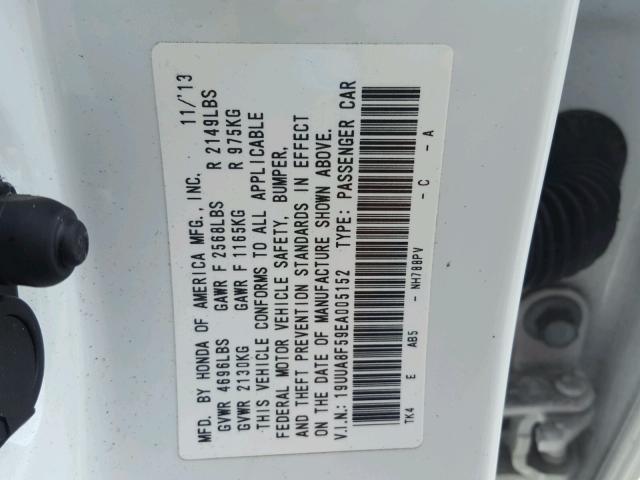 MFD. BY HONDA OF AMERICA MFG., INC. 11/'13
GVWR 4696LBS GAWR F 2568LBS R 2149LBS
GVWR 2130KG GAWR F 1165KG R 975KG
THIS VEHICLE CONFORMS TO ALL APPLICABLE
FEDERAL MOTOR VEHICLE SAFETY, BUMPER,
AND THEFT PREVENTION STANDARDS IN EFFECT
ON THE DATE OF MANUFACTURE SHOWN ABOVE.
V.I.N.: 19UUA8F59EA005152 TYPE: PASSENGER CAR
TK4 E AB5 - NH788PV - C - A